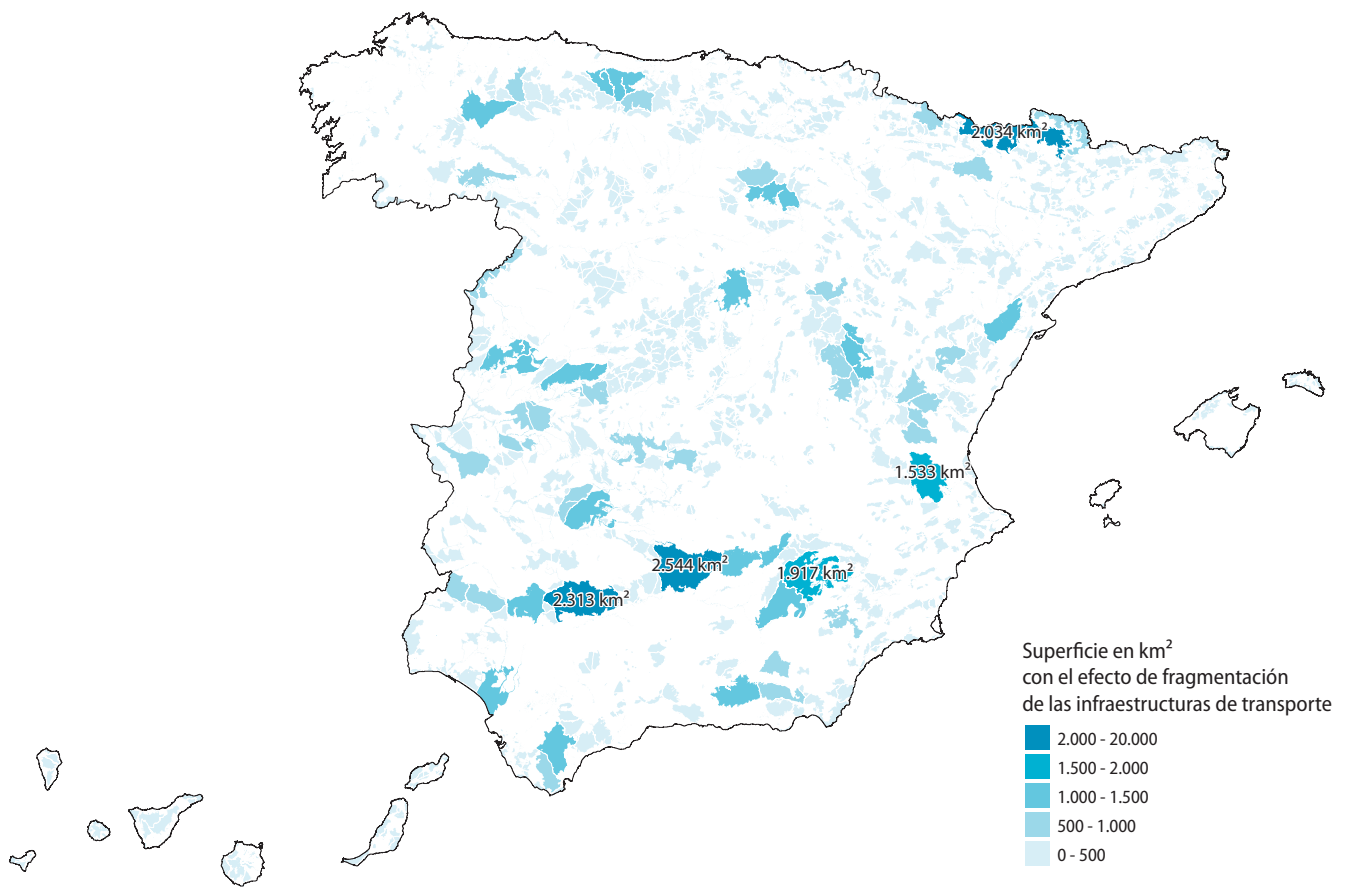 2.034 km²
1.533 km²
2.544 km²
1.917 km²
2.313 km²
Superficie en km²
con el efecto de fragmentación
de las infraestructuras de transporte
2.000 - 20.000
1.500 - 2.000
1.000 - 1.500
500 - 1.000
0 - 500